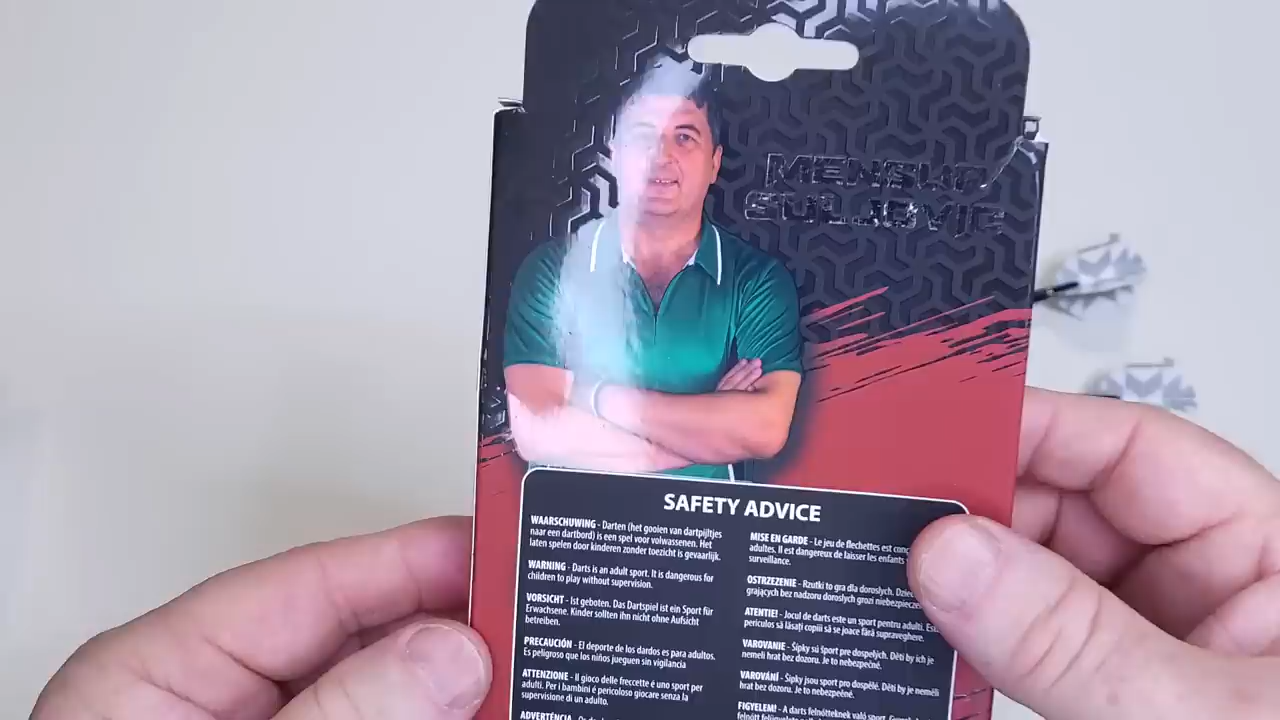 MENSUR
SULJOVIC
SAFETY ADVICE
WAARSCHUWING - Darten (het gooien van dartpijltjes
naar een dartbord) is een spel voor volwassenen. Het
laten spelen door kinderen zonder toezicht is gevaarlijk.
WARNING - Darts is an adult sport. It is dangerous for
children to play without supervision.
VORSICHT - Ist geboten. Das Dartspiel ist ein Sport für
Erwachsene. Kinder sollten ihn nicht ohne Aufsicht
betreiben.
PRECAUCIÓN - El deporte de los dardos es para adultos.
Es peligroso que los niños jueguen sin vigilancia
ATTENZIONE - Il gioco delle freccette é uno sport per
adulti. Per i bambini é pericoloso giocare senza la
supervisione di un adulto.
ADVERTÊNCIA
MISE EN GARDE - Le jeu de flechettes est
adultes. Il est dangereux de laisser les enfants
surveillance.
OSTRZEZENIE - Rzutki to gra dla doroslych.
grających bez nadzoru doroslych grozi
ATENTIE! - Jocul de darts este un sport pentru adulti.
periculos să lăsați copiii să se joace fără supraveghere.
VAROVANIE - Šípky sú šport pre dospelých. Děti by ich je
nemeli hrat bez dozoru. Je to nebezpečné.
VAROVÁNÍ - Šipky jsou sport pro dospělé. Děti by je neměli
hrat bez dozoru. Je to nebezpečné.
FIGYELEM! - A darts felnőtteknek való sport.